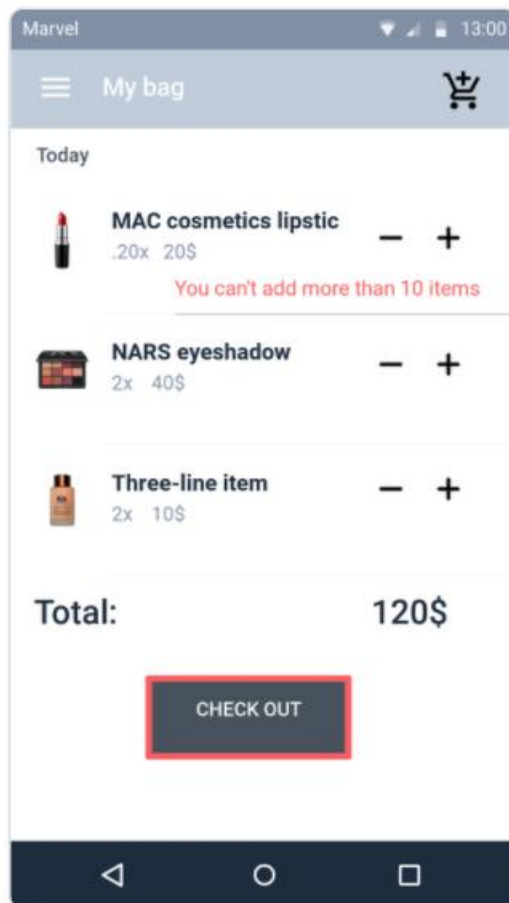 Marvel 13:00
My bag
Today
MAC cosmetics lipstic
.20x 20$
You can't add more than 10 items
NARS eyeshadow
2x 40$
Three-line item
2x 10$
Total: 120$
CHECK OUT